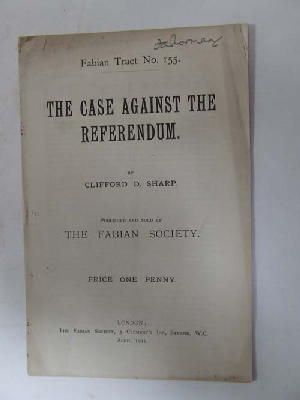 Fabian Tract No. 155.
THE CASE AGAINST THE
REFERENDUM.
BY
CLIFFORD D. SHARP.
PUBLISHED AND SOLD BY
THE FABIAN SOCIETY.
PRICE ONE PENNY.
LONDON:
THE FABIAN SOCIETY, 3 CLEMENT'S INN, STRAND, W.C.
APRIL 1911.